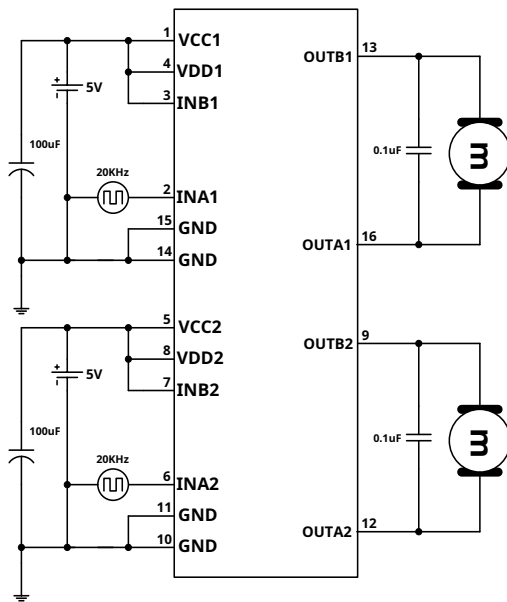 1 VCC1
4 VDD1
3 INB1
+
-
5V
100uF
20KHz
2 INA1
15 GND
14 GND
OUTB1 13
0.1uF
m
OUTA1 16
5 VCC2
8 VDD2
7 INB2
+
-
5V
100uF
20KHz
6 INA2
11 GND
10 GND
OUTB2 9
0.1uF
m
OUTA2 12